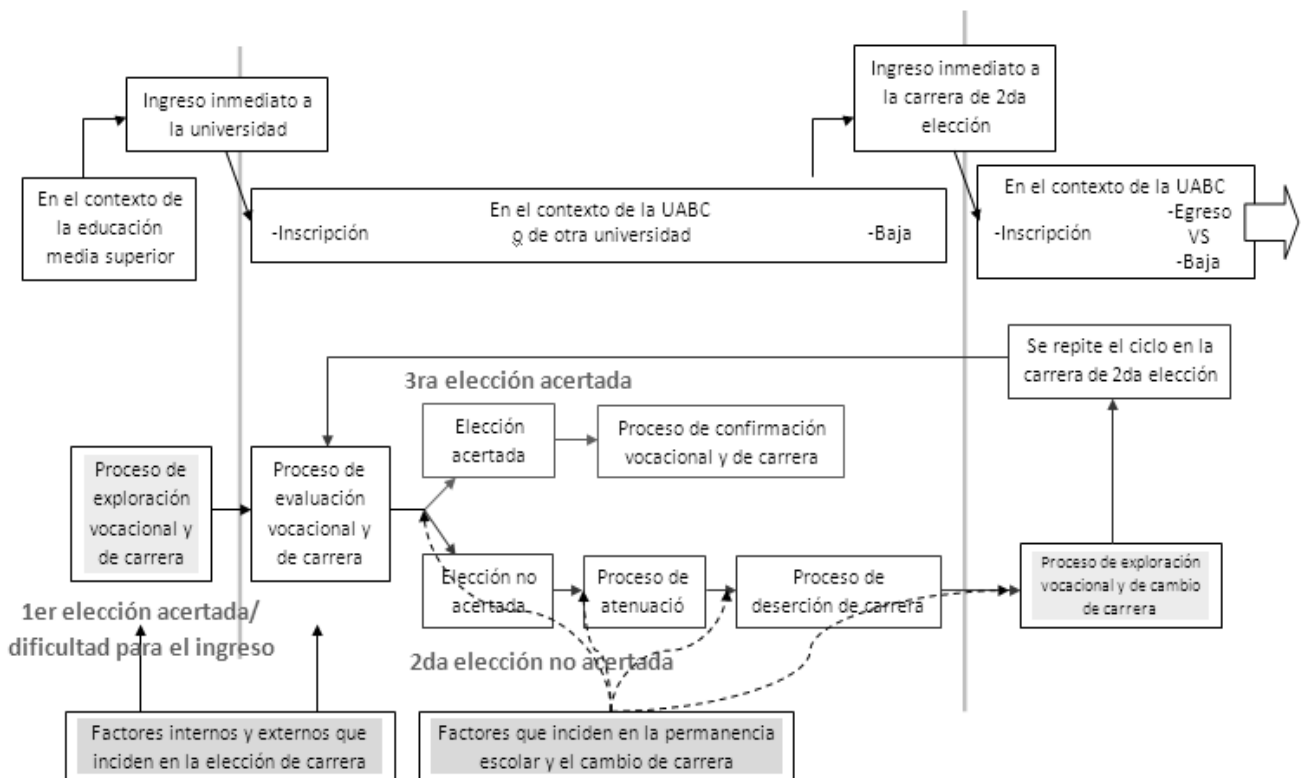 Ingreso inmediato a
la universidad
Ingreso inmediato a
la carrera de 2da
elección
En el contexto de
la educación
media superior
En el contexto de la UABC
o de otra universidad
-Inscripción
-Baja
En el contexto de la UABC
-Egreso
-Inscripción
VS
-Baja
Se repite el ciclo en la
carrera de 2da elección
3ra elección acertada
Elección
acertada
Proceso de confirmación
vocacional y de carrera
Proceso de
exploración
vocacional y
de carrera
Proceso de
evaluación
vocacional y
de carrera
Elección no
acertada
Proceso de
atenuació
Proceso de
deserción de carrera
Proceso de exploración
vocacional y de cambio
de carrera
1er elección acertada/
dificultad para el ingreso
2da elección no acertada
Factores internos y externos que
inciden en la elección de carrera
Factores que inciden en la permanencia
escolar y el cambio de carrera